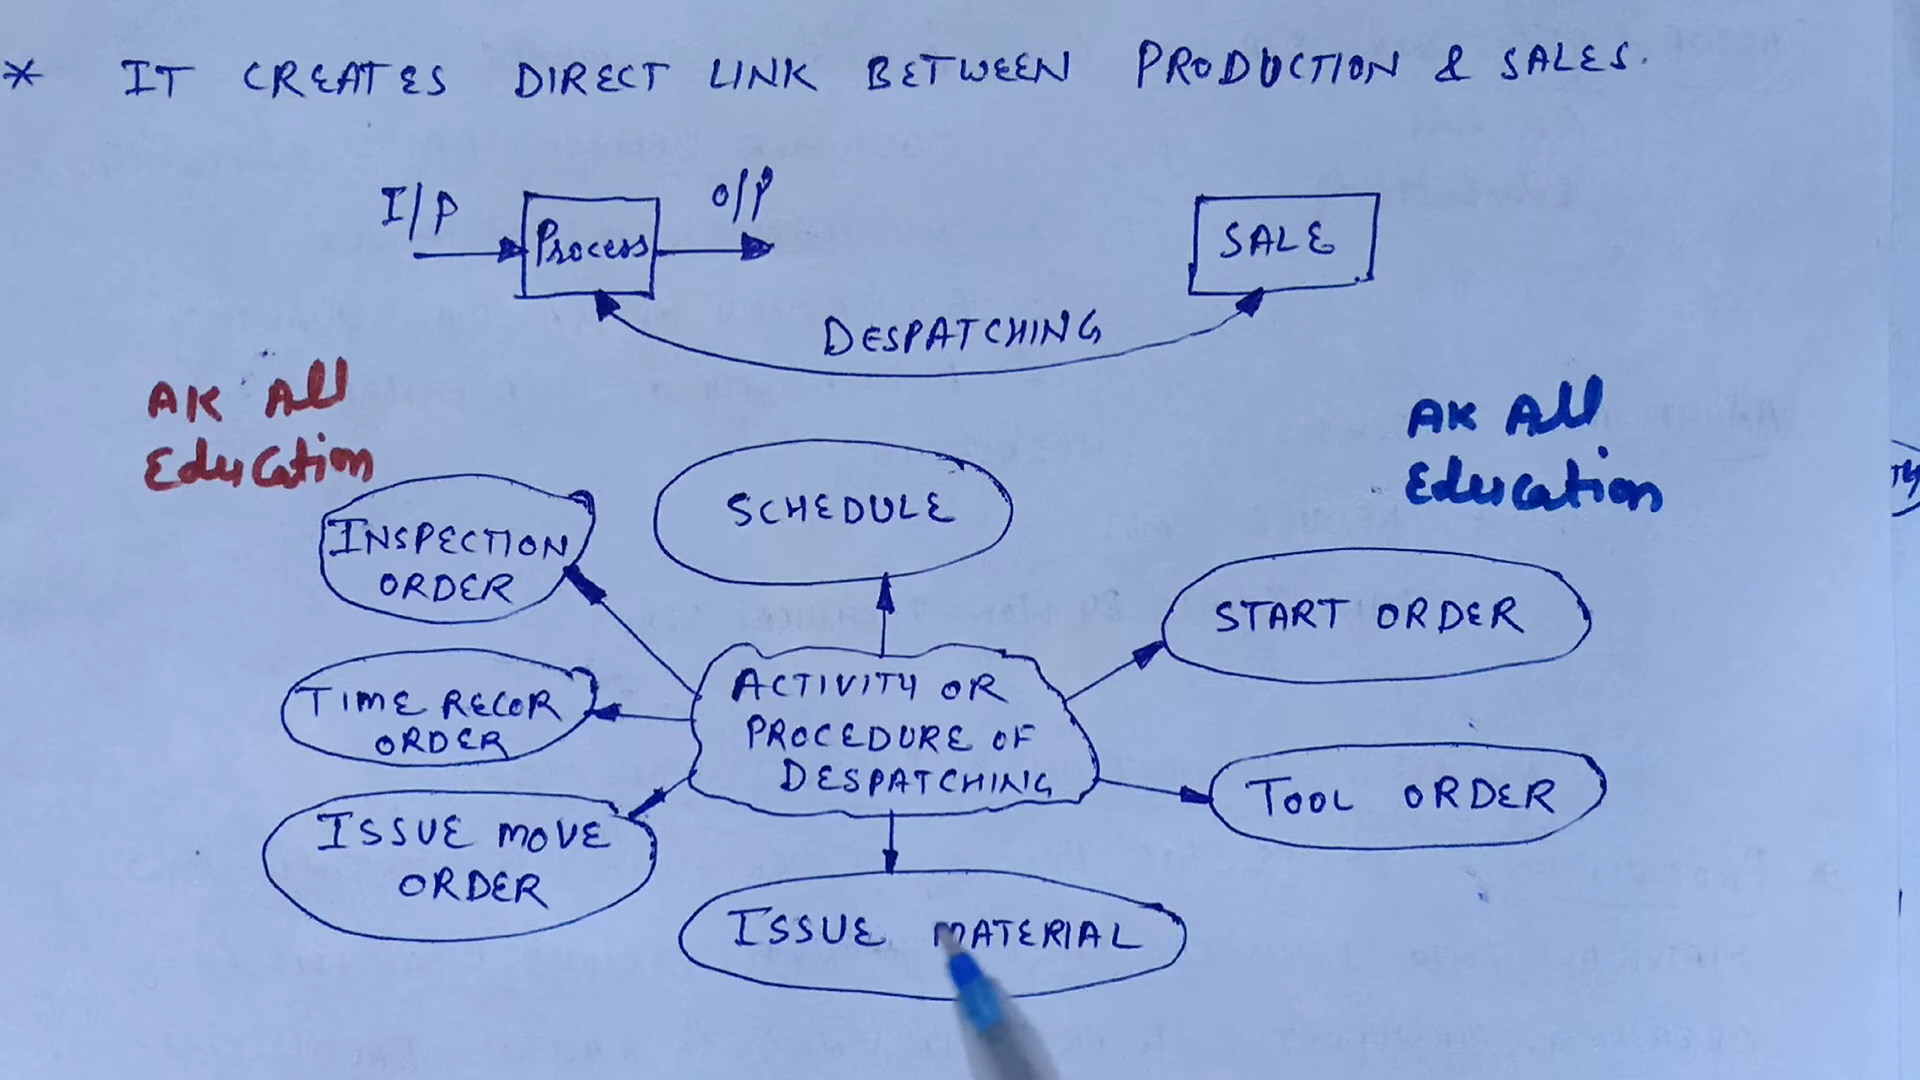 * IT CREATES DIRECT LINK BETWEEN PRODUCTION & SALES.
I/P
Process
O/P
SALE
DESPATCHING
AK All
Education
AK All
Education
SCHEDULE
INSPECTION
ORDER
START ORDER
TIME RECOR
ORDER
ACTIVITY OR
PROCEDURE OF
DESPATCHING
TOOL ORDER
ISSUE MOVE
ORDER
ISSUE MATERIAL